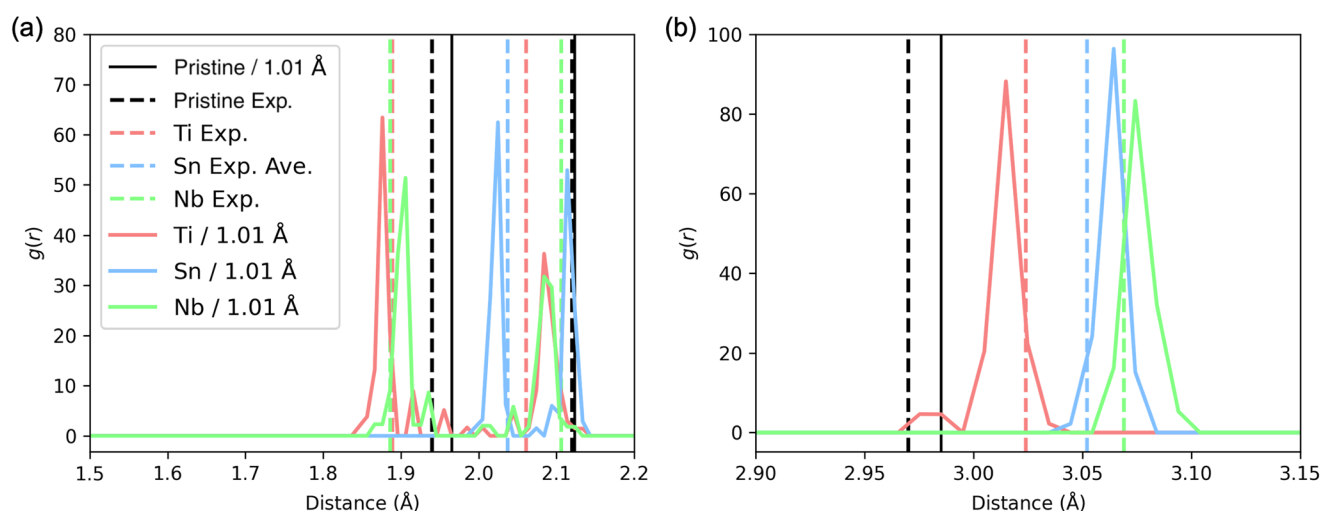 (a)
80
70
60
50
40
30
20
10
0
g(r)
Pristine / 1.01 Å
Pristine Exp.
Ti Exp.
Sn Exp. Ave.
Nb Exp.
Ti / 1.01 Å
Sn / 1.01 Å
Nb / 1.01 Å
1.5 1.6 1.7 1.8 1.9 2.0 2.1 2.2
Distance (Å)
(b)
100
80
60
40
20
0
g(r)
2.90 2.95 3.00 3.05 3.10 3.15
Distance (Å)